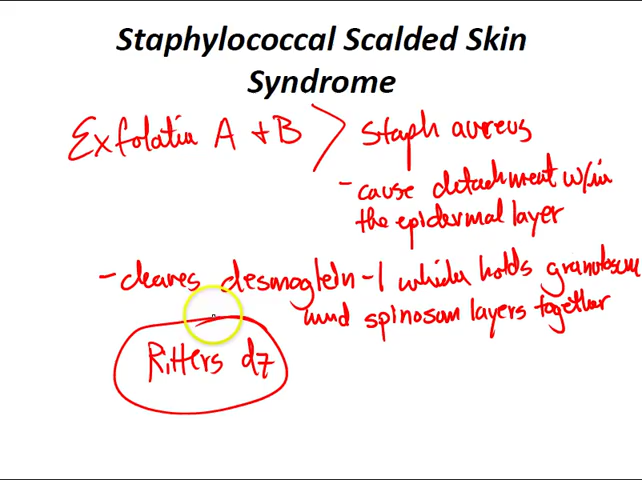 Staphylococcal Scalded Skin
Syndrome
Exfolatin A + B > Staph aureus
- cause detachment w/in
the epidermal layer
- cleaves desmoglein-1 which holds granulosum
and spinosum layers together
Ritters dz